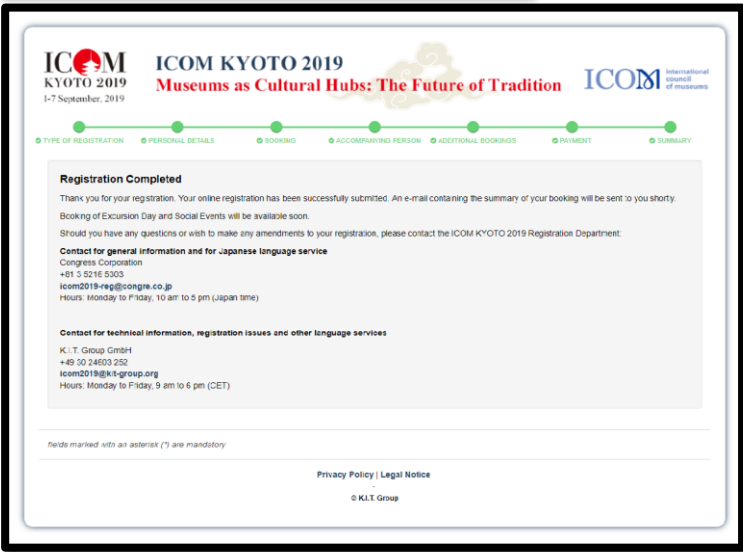 ICOM
KYOTO 2019
1-7 September, 2019
ICOM KYOTO 2019
Museums as Cultural Hubs: The Future of Tradition
ICOM international
council
of museums
TYPE OF REGISTRATION PERSONAL DETAILS BOOKING ACCOMPANYING PERSON ADDITIONAL BOOKINGS PAYMENT SUMMARY
Registration Completed
Thank you for your registration. Your online registration has been successfully submitted. An e-mail containing the summary of your booking will be sent to you shortly.
Booking of Excursion Day and Social Events will be available soon.
Should you have any questions or wish to make any amendments to your registration, please contact the ICOM KYOTO 2019 Registration Department:
Contact for general information and for Japanese language service
Congress Corporation
+81 3 5216 5303
icom2019-reg@congre.co.jp
Hours: Monday to Friday, 10 am to 5 pm (Japan time)
Contact for technical information, registration issues and other language services
K.I.T. Group GmbH
+49 30 24603 252
icom2019@kit-group.org
Hours: Monday to Friday, 9 am to 6 pm (CET)
fields marked with an asterisk (*) are mandatory
Privacy Policy | Legal Notice
-
© K.I.T. Group